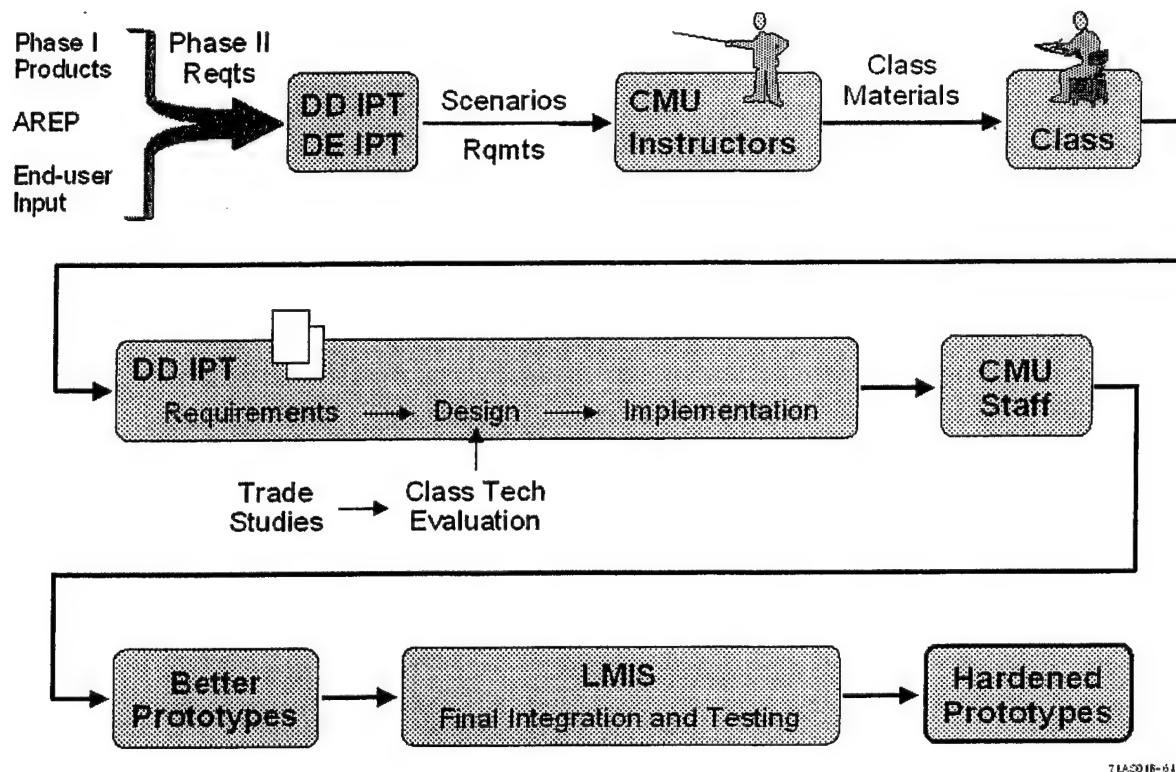 Phase I
Products
Phase II
Reqts
AREP
End-user
Input
DD IPT
DE IPT
Scenarios
Rqmts
CMU
Instructors
Class
Materials
Class
DD IPT
Requirements
Design
Implementation
Trade
Studies
Class Tech
Evaluation
CMU
Staff
Better
Prototypes
LMIS
Final Integration and Testing
Hardened
Prototypes